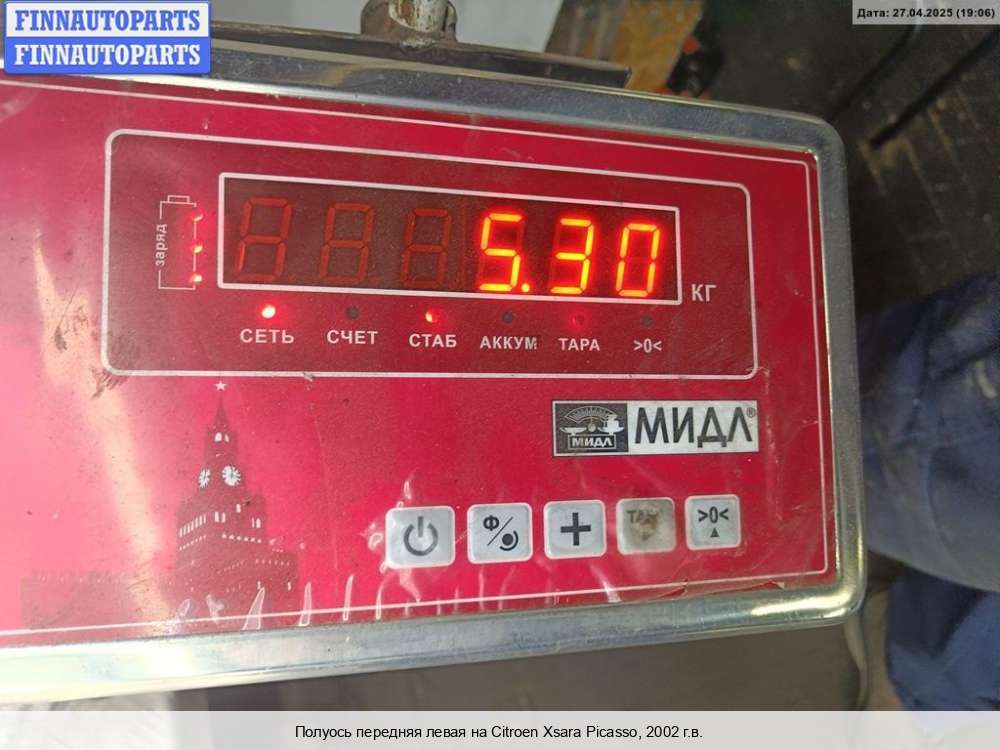 FINNAUTOPARTS
FINNAUTOPARTS
Дата: 27.04.2025 (19:06)
заряд
5.30
КГ
СЕТЬ СЧЕТ СТАБ АККУМ ТАРА >0<
МИДЛ МИДЛ®
Ф >0<
Полуось передняя левая на Citroen Xsara Picasso, 2002 г.в.